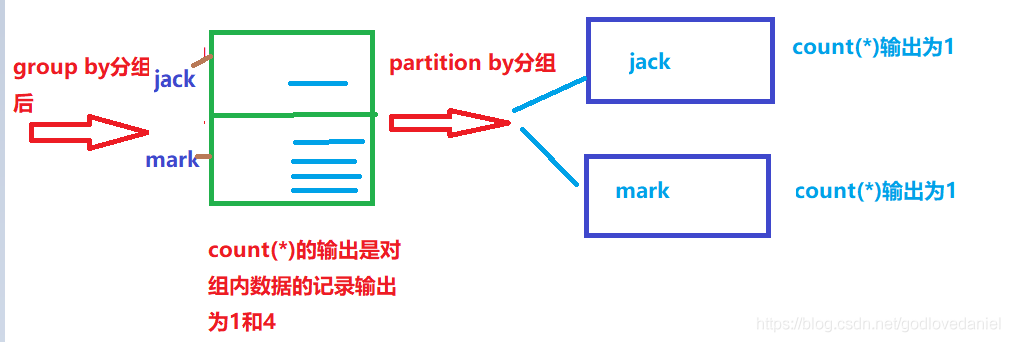 group by分组
后
jack
mark
count(*)的输出是对
组内数据的记录输出
为1和4
partition by分组
jack
count(*)输出为1
mark
count(*)输出为1
https://blog.csdn.net/godlovedaniel